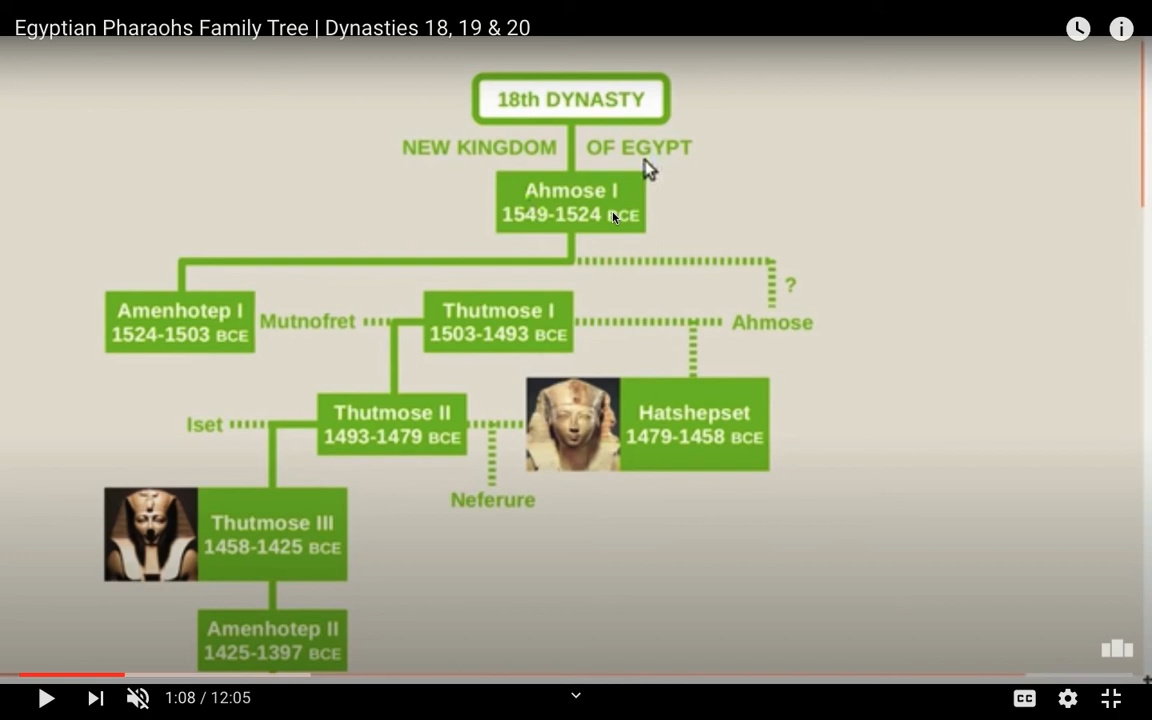 Egyptian Pharaohs Family Tree | Dynasties 18, 19 & 20
18th DYNASTY
NEW KINGDOM OF EGYPT
Ahmose I
1549-1524 BCE
?
Amenhotep I
1524-1503 BCE
Mutnofret
Thutmose I
1503-1493 BCE
Ahmose
Iset
Thutmose II
1493-1479 BCE
Hatshepset
1479-1458 BCE
Neferure
Thutmose III
1458-1425 BCE
Amenhotep II
1425-1397 BCE
1:08 / 12:05
CC